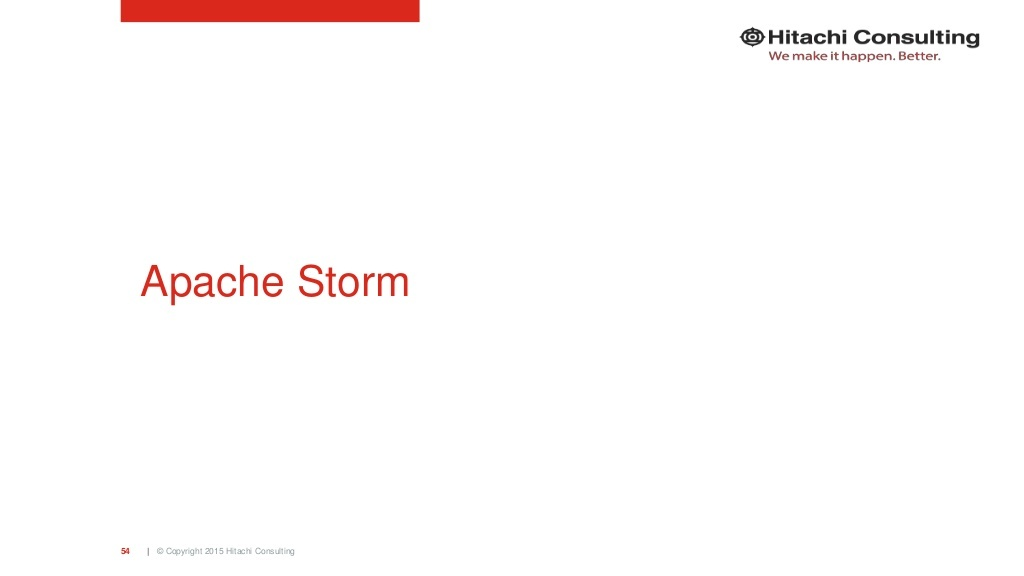 Hitachi Consulting
We make it happen. Better.
Apache Storm
54 | © Copyright 2015 Hitachi Consulting